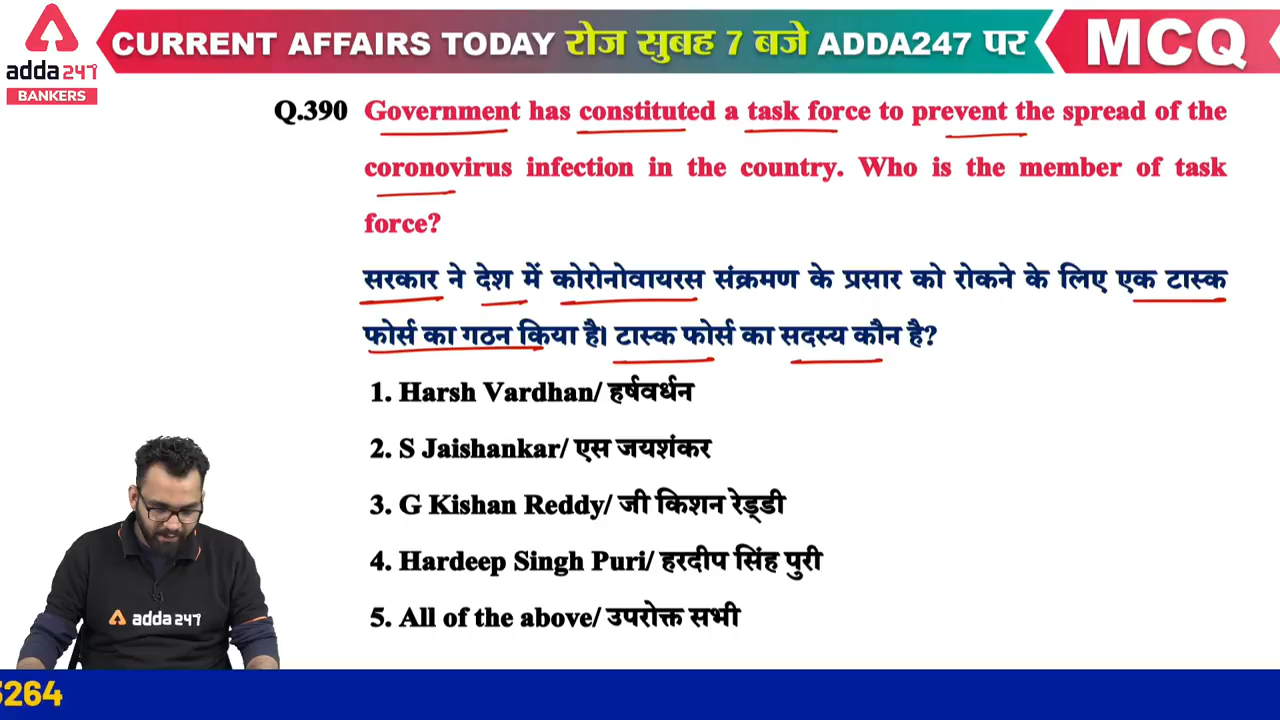 CURRENT AFFAIRS TODAY रोज सुबह 7 बजे ADDA247 पर
MCQ
adda247
BANKERS
Q.390 Government has constituted a task force to prevent the spread of the
coronovirus infection in the country. Who is the member of task
force?
सरकार ने देश में कोरोनोवायरस संक्रमण के प्रसार को रोकने के लिए एक टास्क
फोर्स का गठन किया है। टास्क फोर्स का सदस्य कौन है?
1. Harsh Vardhan/ हर्षवर्धन
2. S Jaishankar/ एस जयशंकर
3. G Kishan Reddy/ जी किशन रेड्डी
4. Hardeep Singh Puri/ हरदीप सिंह पुरी
5. All of the above/ उपरोक्त सभी
adda247
264